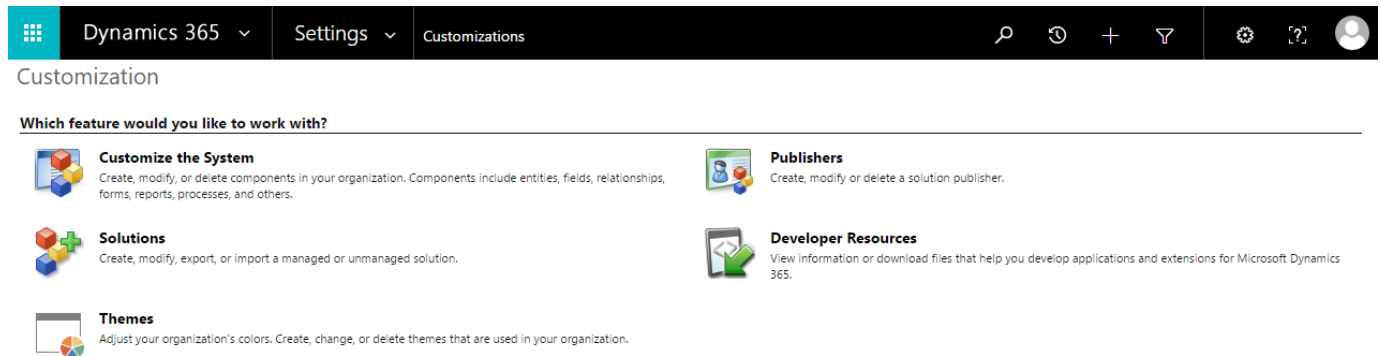 Dynamics 365 Settings Customizations [?]
Customization
Which feature would you like to work with?
Customize the System
Create, modify, or delete components in your organization. Components include entities, fields, relationships,
forms, reports, processes, and others.
Publishers
Create, modify or delete a solution publisher.
Solutions
Create, modify, export, or import a managed or unmanaged solution.
Developer Resources
View information or download files that help you develop applications and extensions for Microsoft Dynamics
365.
Themes
Adjust your organization's colors. Create, change, or delete themes that are used in your organization.